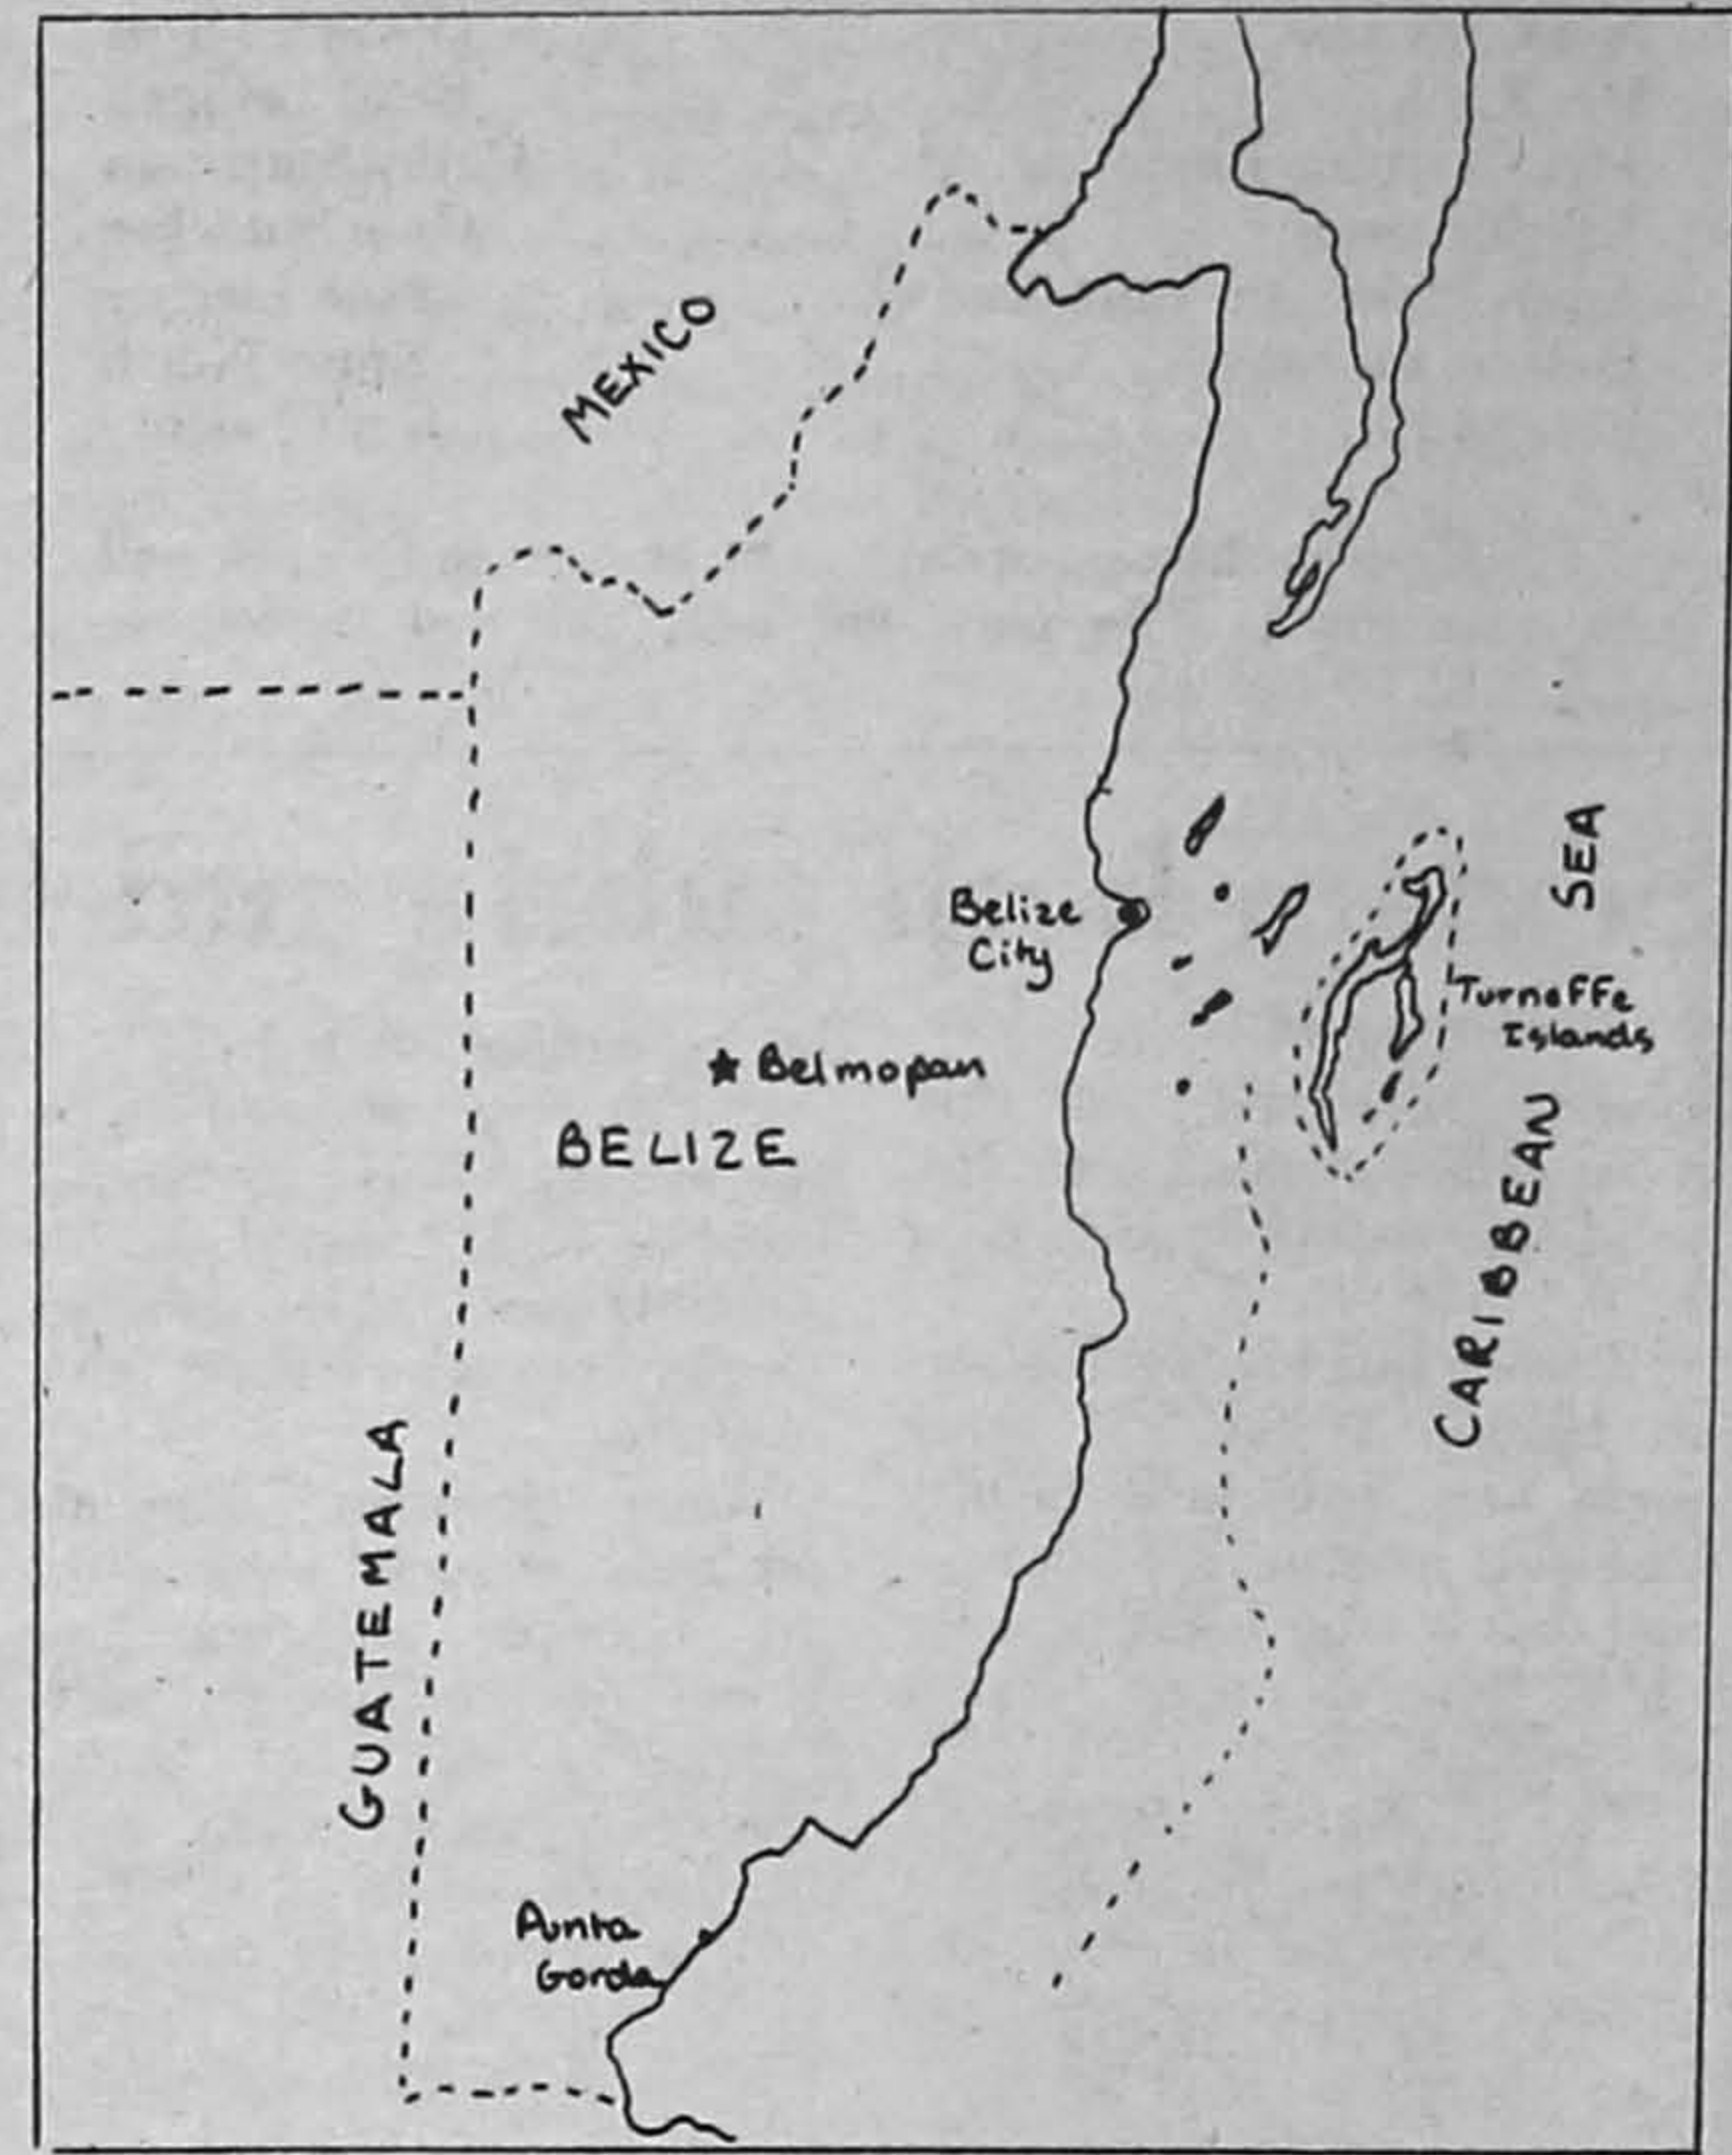 MEXICO
Belize
City
SEA
Turneffe
Islands
Belmopan
BELIZE
CARIBBEAN
GUATEMALA
Punta
Gorda